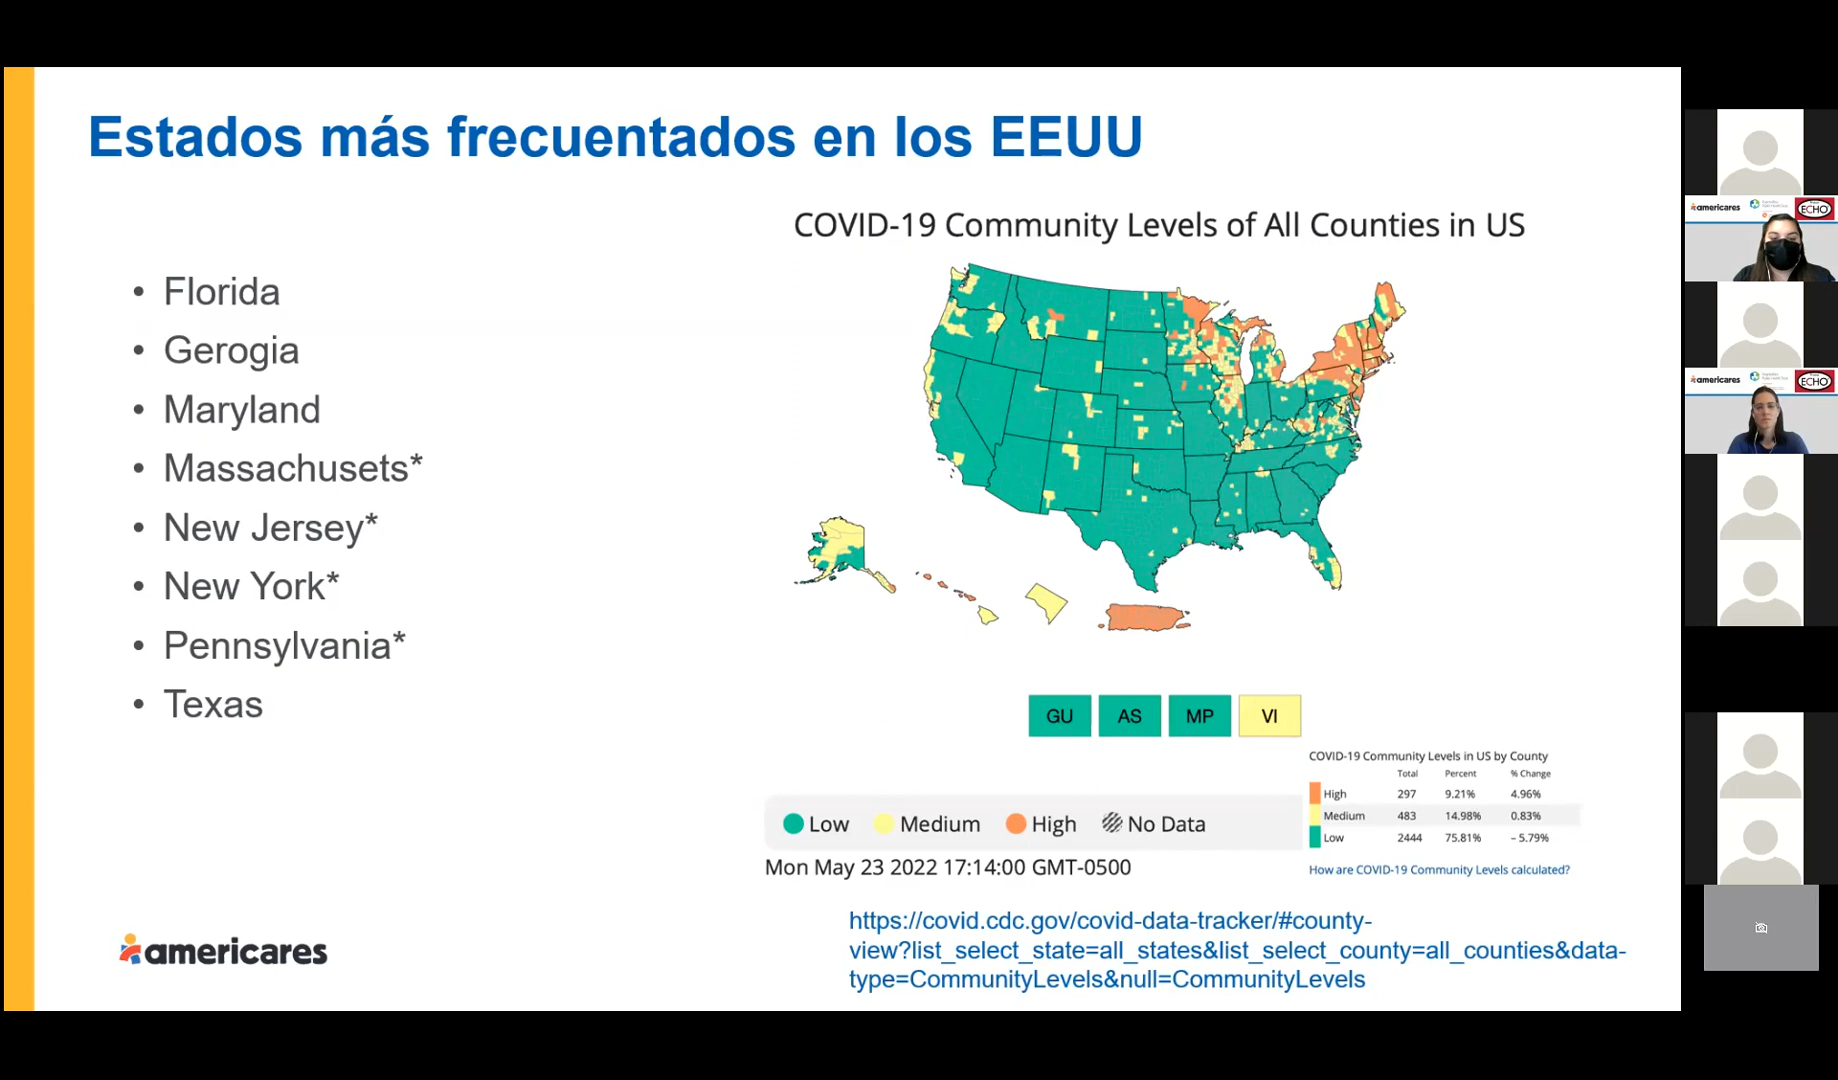 Estados más frecuentados en los EEUU
• Florida
• Gerogia
• Maryland
• Massachusets*
• New Jersey*
• New York*
• Pennsylvania*
• Texas
COVID-19 Community Levels of All Counties in US
GU AS MP VI
COVID-19 Community Levels in US by County
Total Percent % Change
High 297 9.21% 4.96%
Medium 483 14.98% 0.83%
Low 2444 75.81% – 5.79%
How are COVID-19 Community Levels calculated?
Low Medium High No Data
Mon May 23 2022 17:14:00 GMT-0500
https://covid.cdc.gov/covid-data-tracker/#county-
view?list_select_state=all_states&list_select_county=all_counties&data-
type=CommunityLevels&null=CommunityLevels
americares
americares
ECHO
americares
ECHO